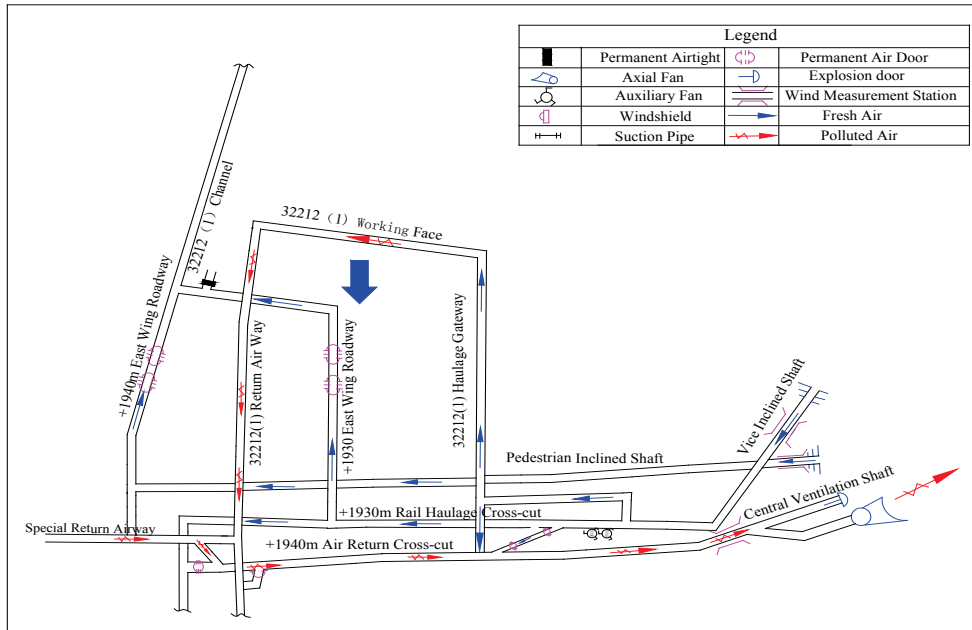 Legend
Permanent Airtight
Permanent Air Door
Axial Fan
Explosion door
Auxiliary Fan
Wind Measurement Station
Windshield
Fresh Air
Suction Pipe
Polluted Air
32212 (1) Channel
32212 (1) Working Face
+1940m East Wing Roadway
32212(1) Return Air Way
+1930 East Wing Roadway
32212(1) Haulage Gateway
Vice Inclined Shaft
Pedestrian Inclined Shaft
Central Ventilation Shaft
+1930m Rail Haulage Cross-cut
Special Return Airway
+1940m Air Return Cross-cut